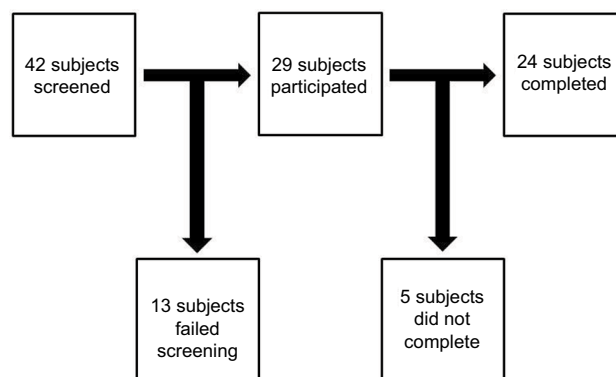 42 subjects
screened
29 subjects
participated
24 subjects
completed
13 subjects
failed
screening
5 subjects
did not
complete